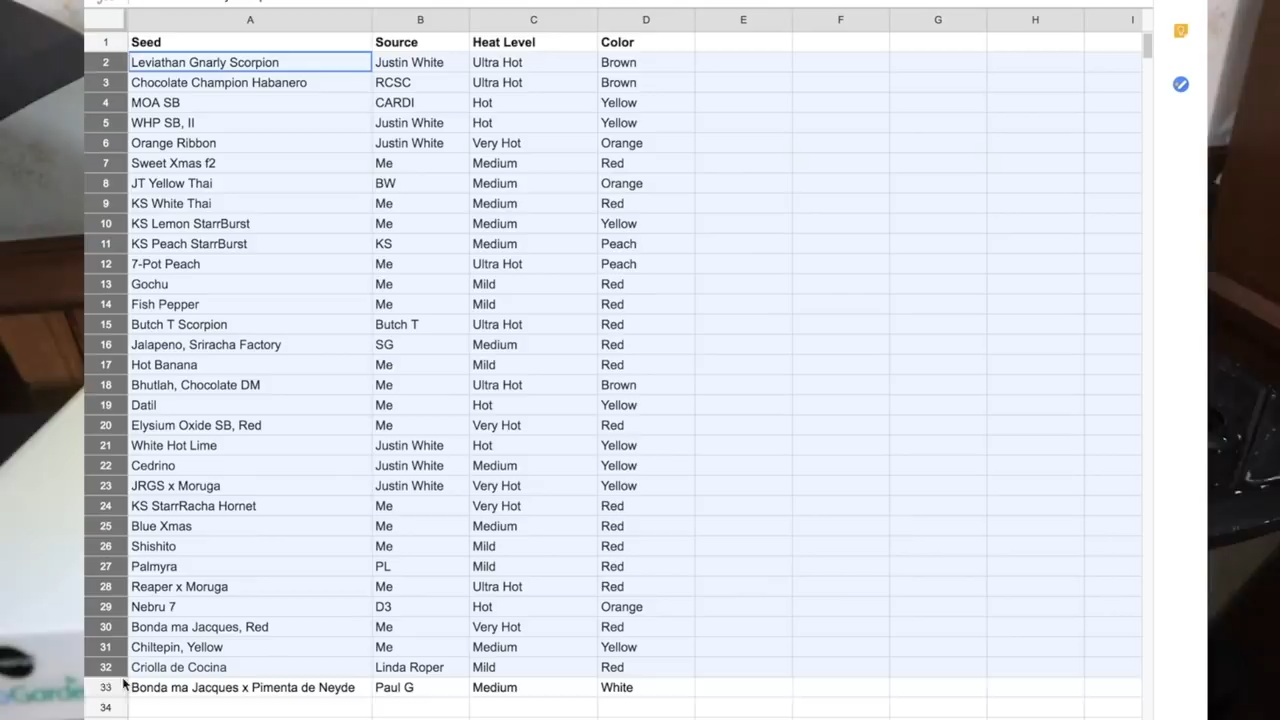 A B C D E F G H I
1 Seed Source Heat Level Color
2 Leviathan Gnarly Scorpion Justin White Ultra Hot Brown
3 Chocolate Champion Habanero RCSC Ultra Hot Brown
4 MOA SB CARDI Hot Yellow
5 WHP SB, II Justin White Hot Yellow
6 Orange Ribbon Justin White Very Hot Orange
7 Sweet Xmas f2 Me Medium Red
8 JT Yellow Thai BW Medium Orange
9 KS White Thai Me Medium Red
10 KS Lemon StarrBurst Me Medium Yellow
11 KS Peach StarrBurst KS Medium Peach
12 7-Pot Peach Me Ultra Hot Peach
13 Gochu Me Mild Red
14 Fish Pepper Me Mild Red
15 Butch T Scorpion Butch T Ultra Hot Red
16 Jalapeno, Sriracha Factory SG Medium Red
17 Hot Banana Me Mild Red
18 Bhutlah, Chocolate DM Me Ultra Hot Brown
19 Datil Me Hot Yellow
20 Elysium Oxide SB, Red Me Very Hot Red
21 White Hot Lime Justin White Hot Yellow
22 Cedrino Justin White Medium Yellow
23 JRGS x Moruga Justin White Very Hot Yellow
24 KS StarrRacha Hornet Me Very Hot Red
25 Blue Xmas Me Medium Red
26 Shishito Me Mild Red
27 Palmyra PL Mild Red
28 Reaper x Moruga Me Ultra Hot Red
29 Nebru 7 D3 Hot Orange
30 Bonda ma Jacques, Red Me Very Hot Red
31 Chiltepin, Yellow Me Medium Yellow
32 Criolla de Cocina Linda Roper Mild Red
33 Bonda ma Jacques x Pimenta de Neyde Paul G Medium White
34